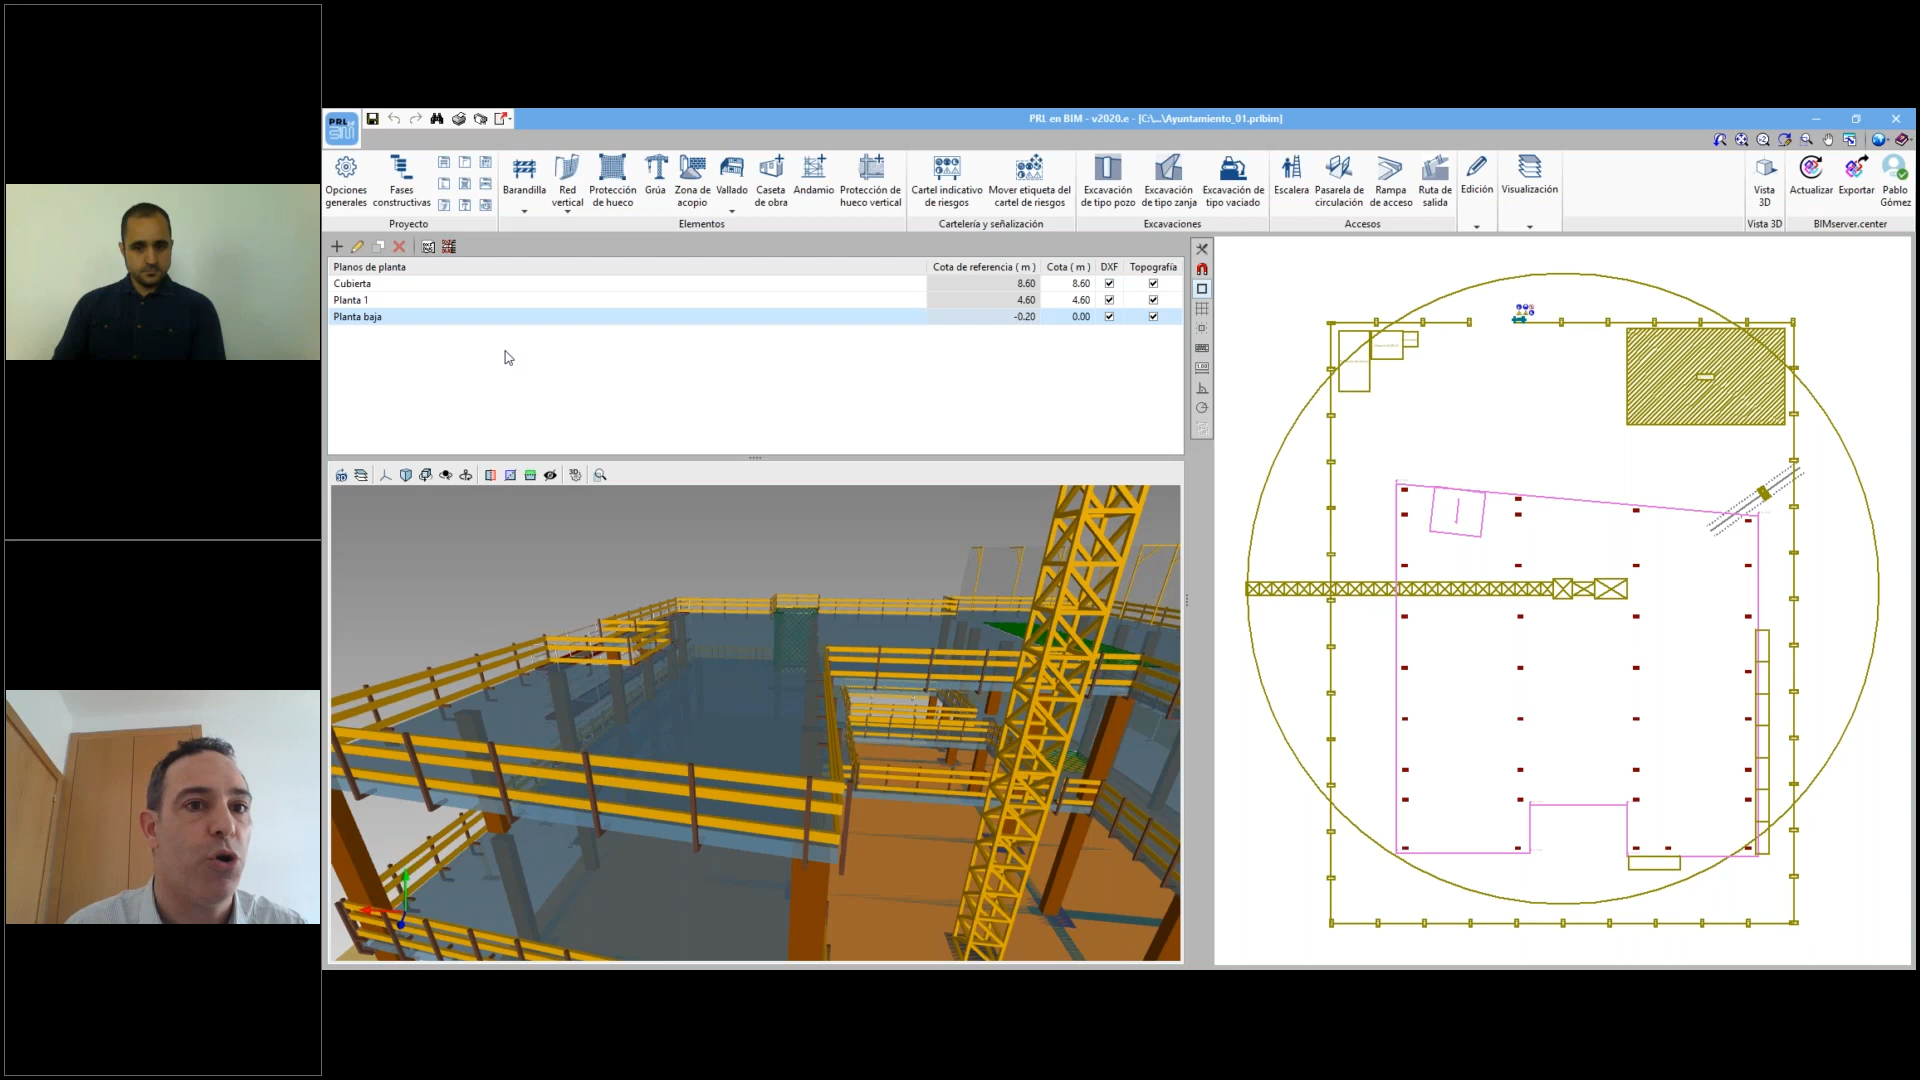 PRL en BIM - v2020.e - [C:\...\Ayuntamiento_01.prlbim]
PRL
BIM
Opciones generales
Fases constructivas
Barandilla
Red vertical
Protección de hueco
Grúa
Zona de acopio
Vallado
Caseta de obra
Andamio
Protección de hueco vertical
Cartel indicativo de riesgos
Mover etiqueta del cartel de riesgos
Excavación de tipo pozo
Excavación de tipo zanja
Excavación de tipo vaciado
Escalera
Pasarela de circulación
Rampa de acceso
Ruta de salida
Edición
Visualización
Vista 3D
Actualizar
Exportar
Pablo Gómez
Proyecto
Elementos
Cartelería y señalización
Excavaciones
Accesos
Vista 3D
BIMserver.center
Planos de planta Cota de referencia ( m ) Cota ( m ) DXF Topografía
Cubierta 8.60 8.60
Planta 1 4.60 4.60
Planta baja -0.20 0.00